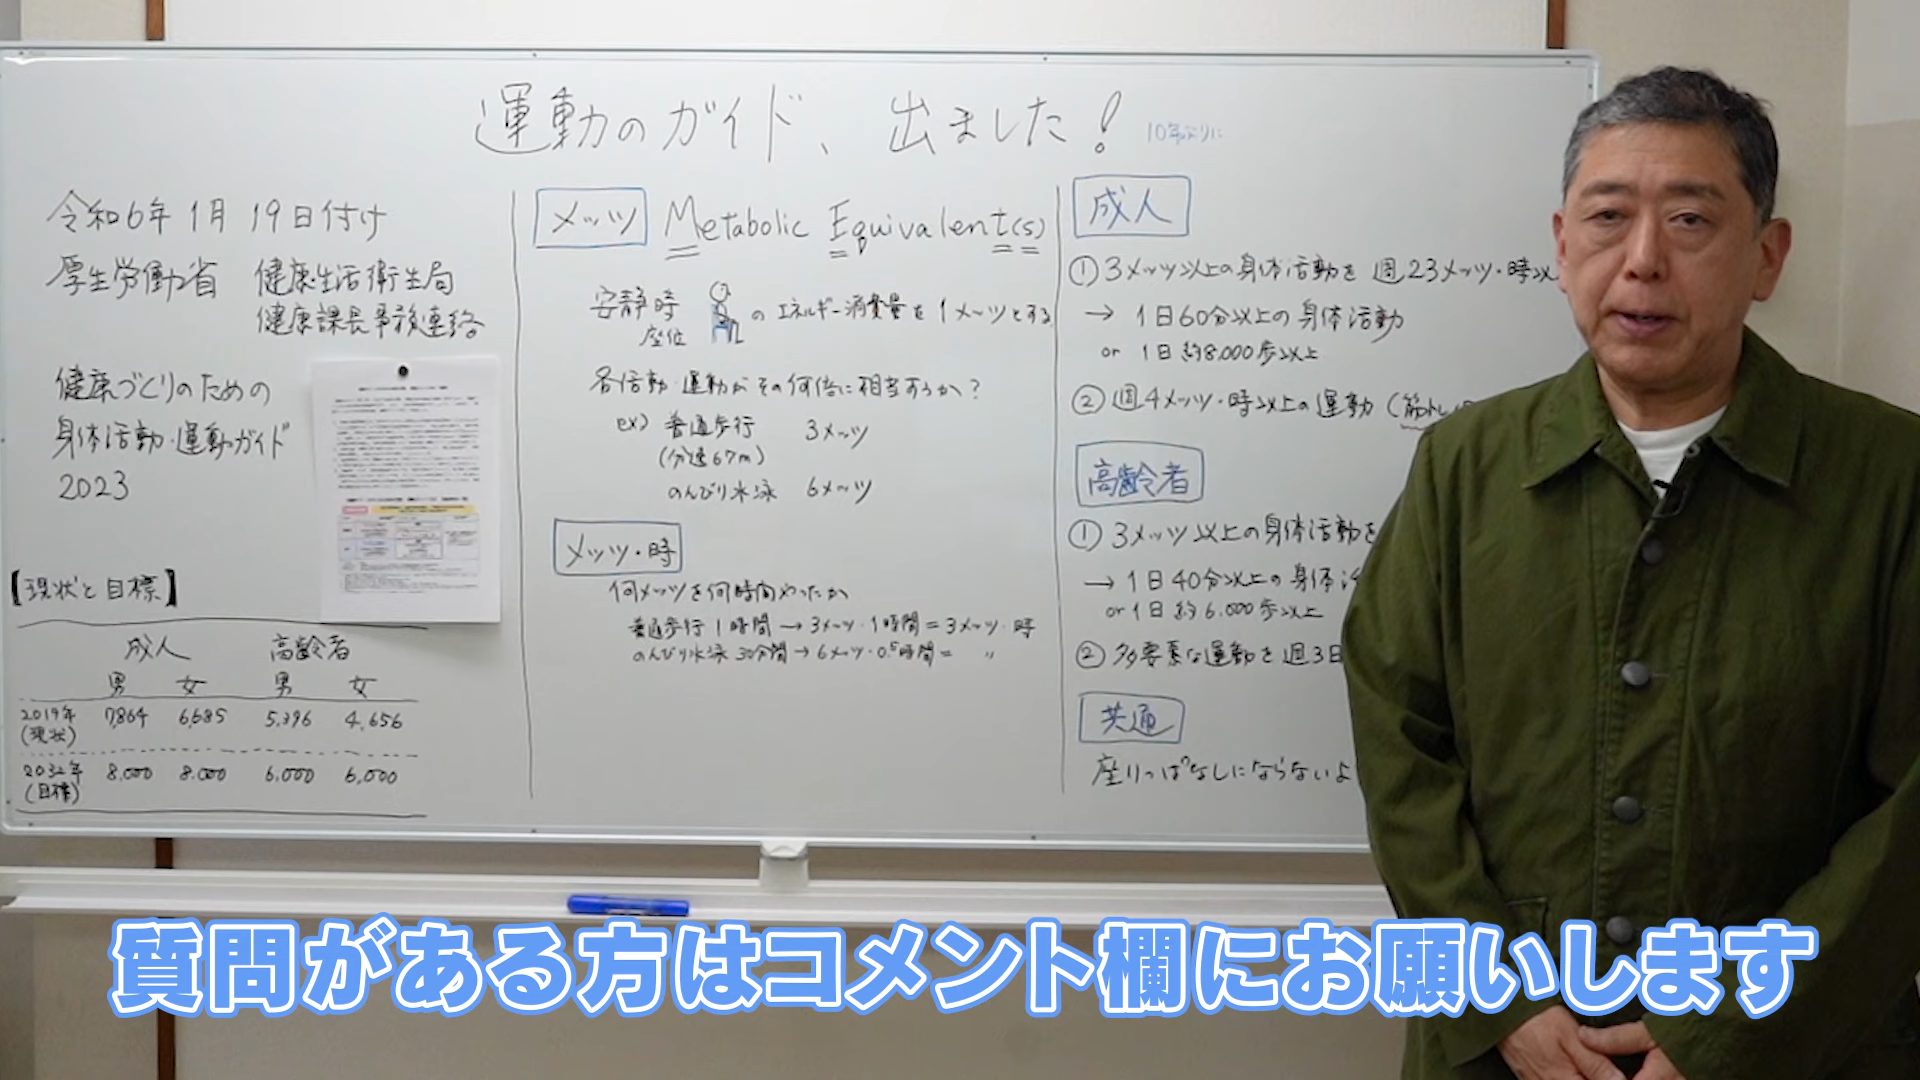 運動のガイド、出ました！ 10年ぶりに
令和6年 1月 19日付け
厚生労働省 健康・生活衛生局
健康課長事務連絡
健康づくりのための
身体活動・運動ガイド
2023
【現状と目標】
成人 高齢者
男 女 男 女
2019年 7,864 6,685 5,396 4,656
(現状)
2032年 8,000 8,000 6,000 6,000
(目標)
メッツ Metabolic Equivalent(s)
安静時 の エネルギー消費量を 1メッツとする
座位
各活動・運動が その何倍に相当するか?
ex) 普通歩行 3メッツ
(分速67m)
のんびり水泳 6メッツ
メッツ・時
何メッツを何時間やったか
普通歩行 1時間 → 3メッツ・1時間 = 3メッツ・時
のんびり水泳 30分間 → 6メッツ・0.5時間 = 〃
成人
① 3メッツ以上の身体活動を 週23メッツ・時以
→ 1日60分以上の身体活動
or 1日約8,000歩以上
② 週4メッツ・時以上の運動 (筋トレ
高齢者
① 3メッツ以上の身体活動を
→ 1日40分以上の身体活
or 1日約6,000歩以上
② 多要素な運動を週3日
共通
座りっぱなしにならないよ
質問がある方はコメント欄にお願いします